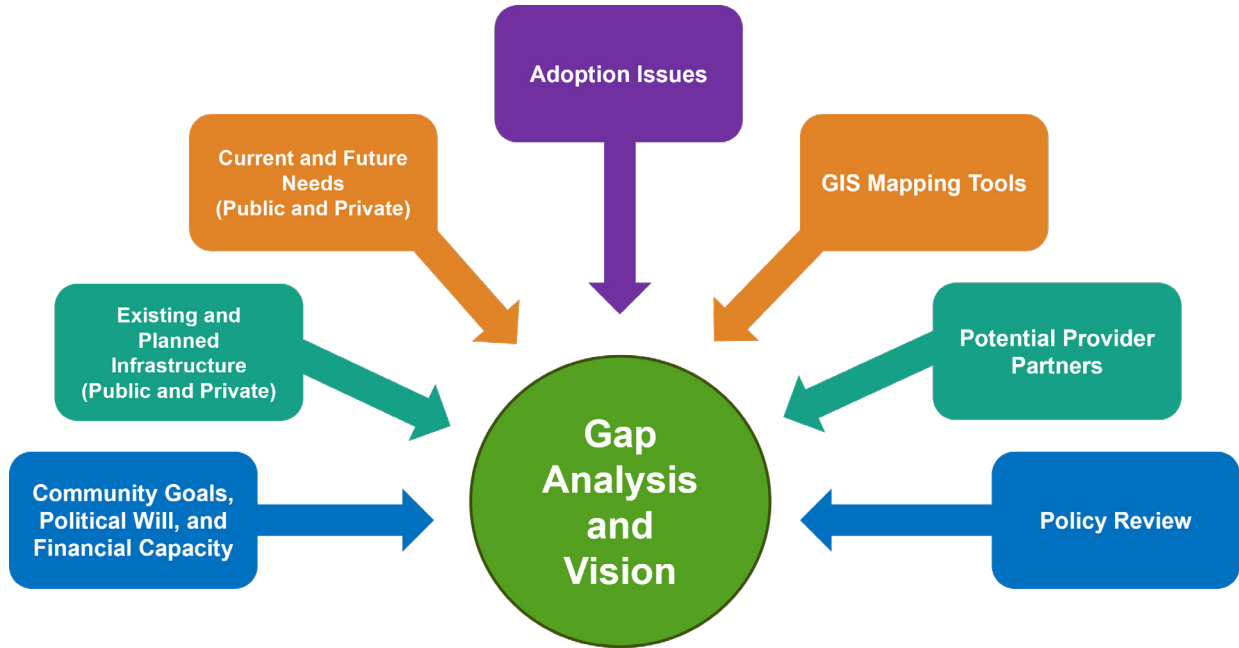 Adoption Issues
Current and Future
Needs
(Public and Private)
GIS Mapping Tools
Existing and
Planned
Infrastructure
(Public and Private)
Potential Provider
Partners
Community Goals,
Political Will, and
Financial Capacity
Gap
Analysis
and
Vision
Policy Review